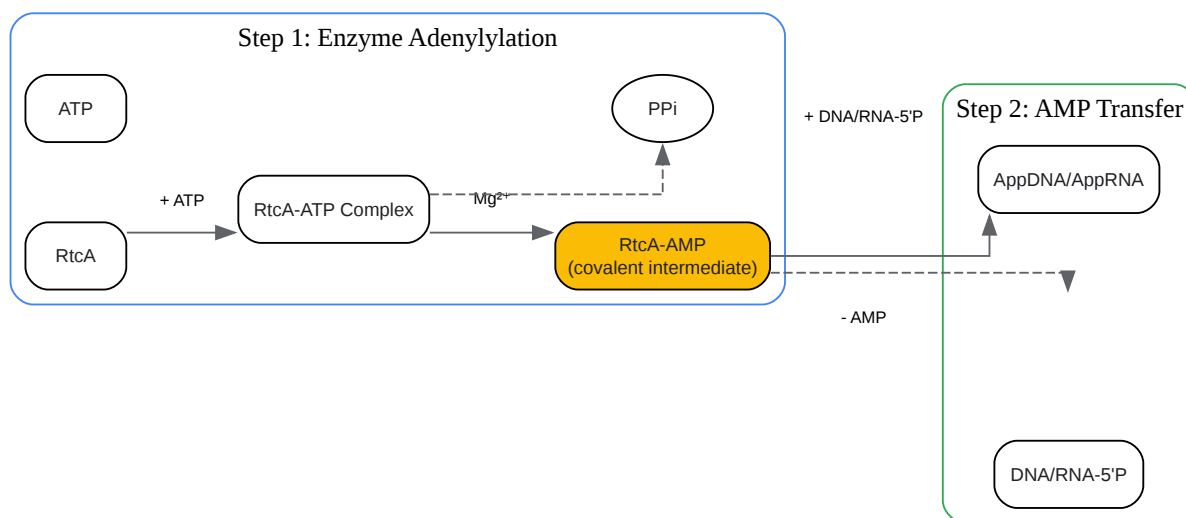 Step 1: Enzyme Adenylylation
ATP
PPi
+ DNA/RNA-5'P
Step 2: AMP Transfer
AppDNA/AppRNA
+ ATP
RtcA-ATP Complex
Mg²⁺
RtcA
RtcA-AMP
(covalent intermediate)
- AMP
DNA/RNA-5'P